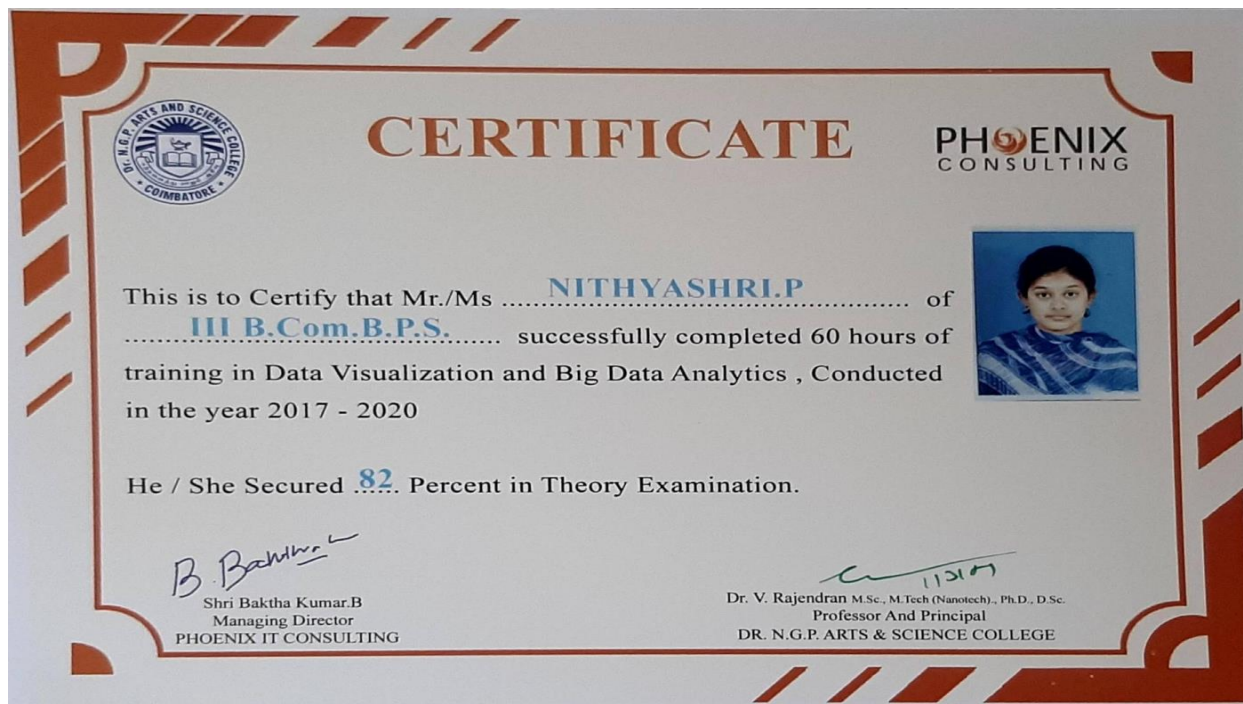 DR. N.G.P. ARTS AND SCIENCE COLLEGE
* COIMBATORE *
CERTIFICATE
PHOENIX
CONSULTING
This is to Certify that Mr./Ms ..... NITHYASHRI.P ..... of
..... III B.Com.B.P.S. ..... successfully completed 60 hours of
training in Data Visualization and Big Data Analytics , Conducted
in the year 2017 - 2020
He / She Secured ..82.. Percent in Theory Examination.
Shri Baktha Kumar.B
Managing Director
PHOENIX IT CONSULTING
Dr. V. Rajendran M.Sc., M.Tech (Nanotech)., Ph.D., D.Sc.
Professor And Principal
DR. N.G.P. ARTS & SCIENCE COLLEGE